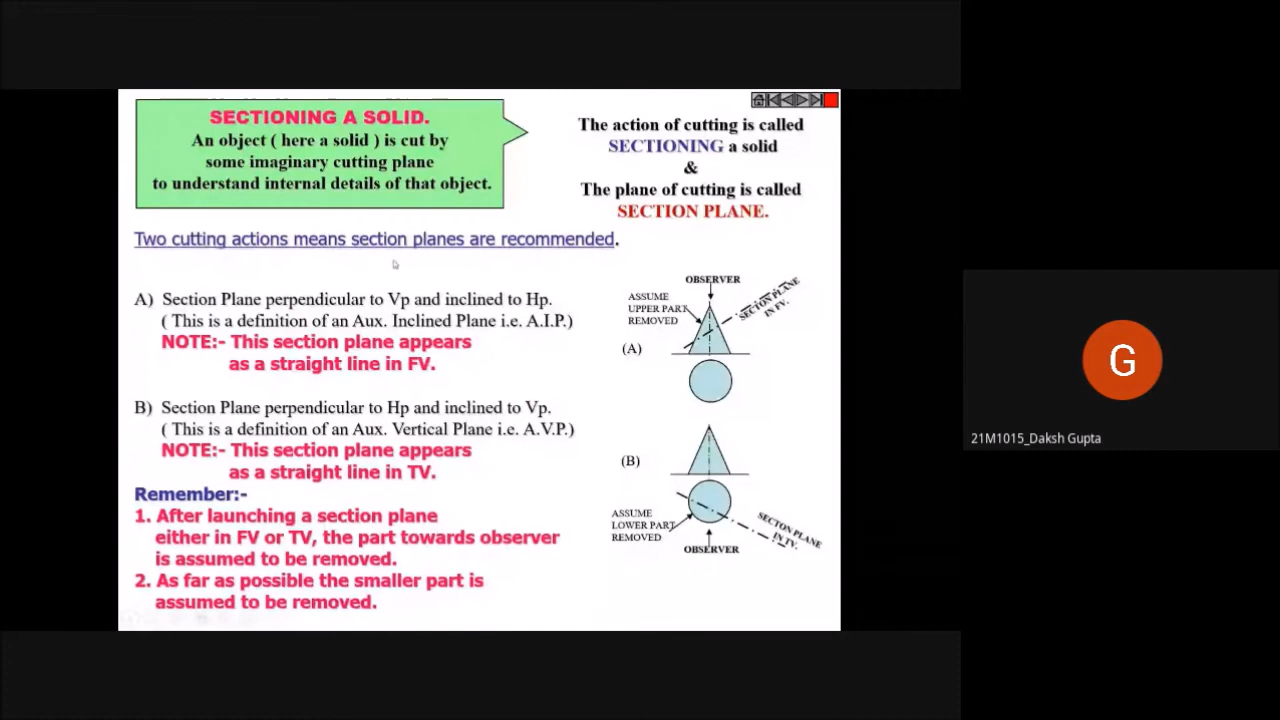 SECTIONING A SOLID.
An object ( here a solid ) is cut by
some imaginary cutting plane
to understand internal details of that object.
The action of cutting is called
SECTIONING a solid
&
The plane of cutting is called
SECTION PLANE.
Two cutting actions means section planes are recommended.
A) Section Plane perpendicular to Vp and inclined to Hp.
( This is a definition of an Aux. Inclined Plane i.e. A.I.P.)
NOTE:- This section plane appears
as a straight line in FV.
B) Section Plane perpendicular to Hp and inclined to Vp.
( This is a definition of an Aux. Vertical Plane i.e. A.V.P.)
NOTE:- This section plane appears
as a straight line in TV.
Remember:-
1. After launching a section plane
either in FV or TV, the part towards observer
is assumed to be removed.
2. As far as possible the smaller part is
assumed to be removed.
OBSERVER
ASSUME
UPPER PART
REMOVED
SECTON PLANE
IN FV.
(A)
(B)
ASSUME
LOWER PART
REMOVED
SECTON PLANE
IN TV.
OBSERVER
G
21M1015_Daksh Gupta